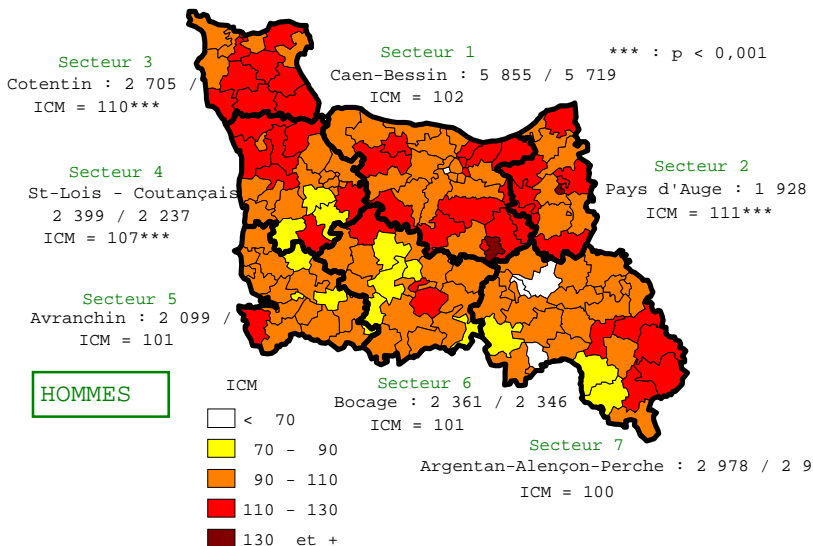 Secteur 3
Cotentin : 2 705 /
ICM = 110***
Secteur 1
Caen-Bessin : 5 855 / 5 719
ICM = 102
*** : p < 0,001
Secteur 4
St-Lois - Coutançais
2 399 / 2 237
ICM = 107***
Secteur 2
Pays d'Auge : 1 928
ICM = 111***
Secteur 5
Avranchin : 2 099 /
ICM = 101
HOMMES
ICM
< 70
70 - 90
90 - 110
110 - 130
130 et +
Secteur 6
Bocage : 2 361 / 2 346
ICM = 101
Secteur 7
Argentan-Alençon-Perche : 2 978 / 2 9
ICM = 100